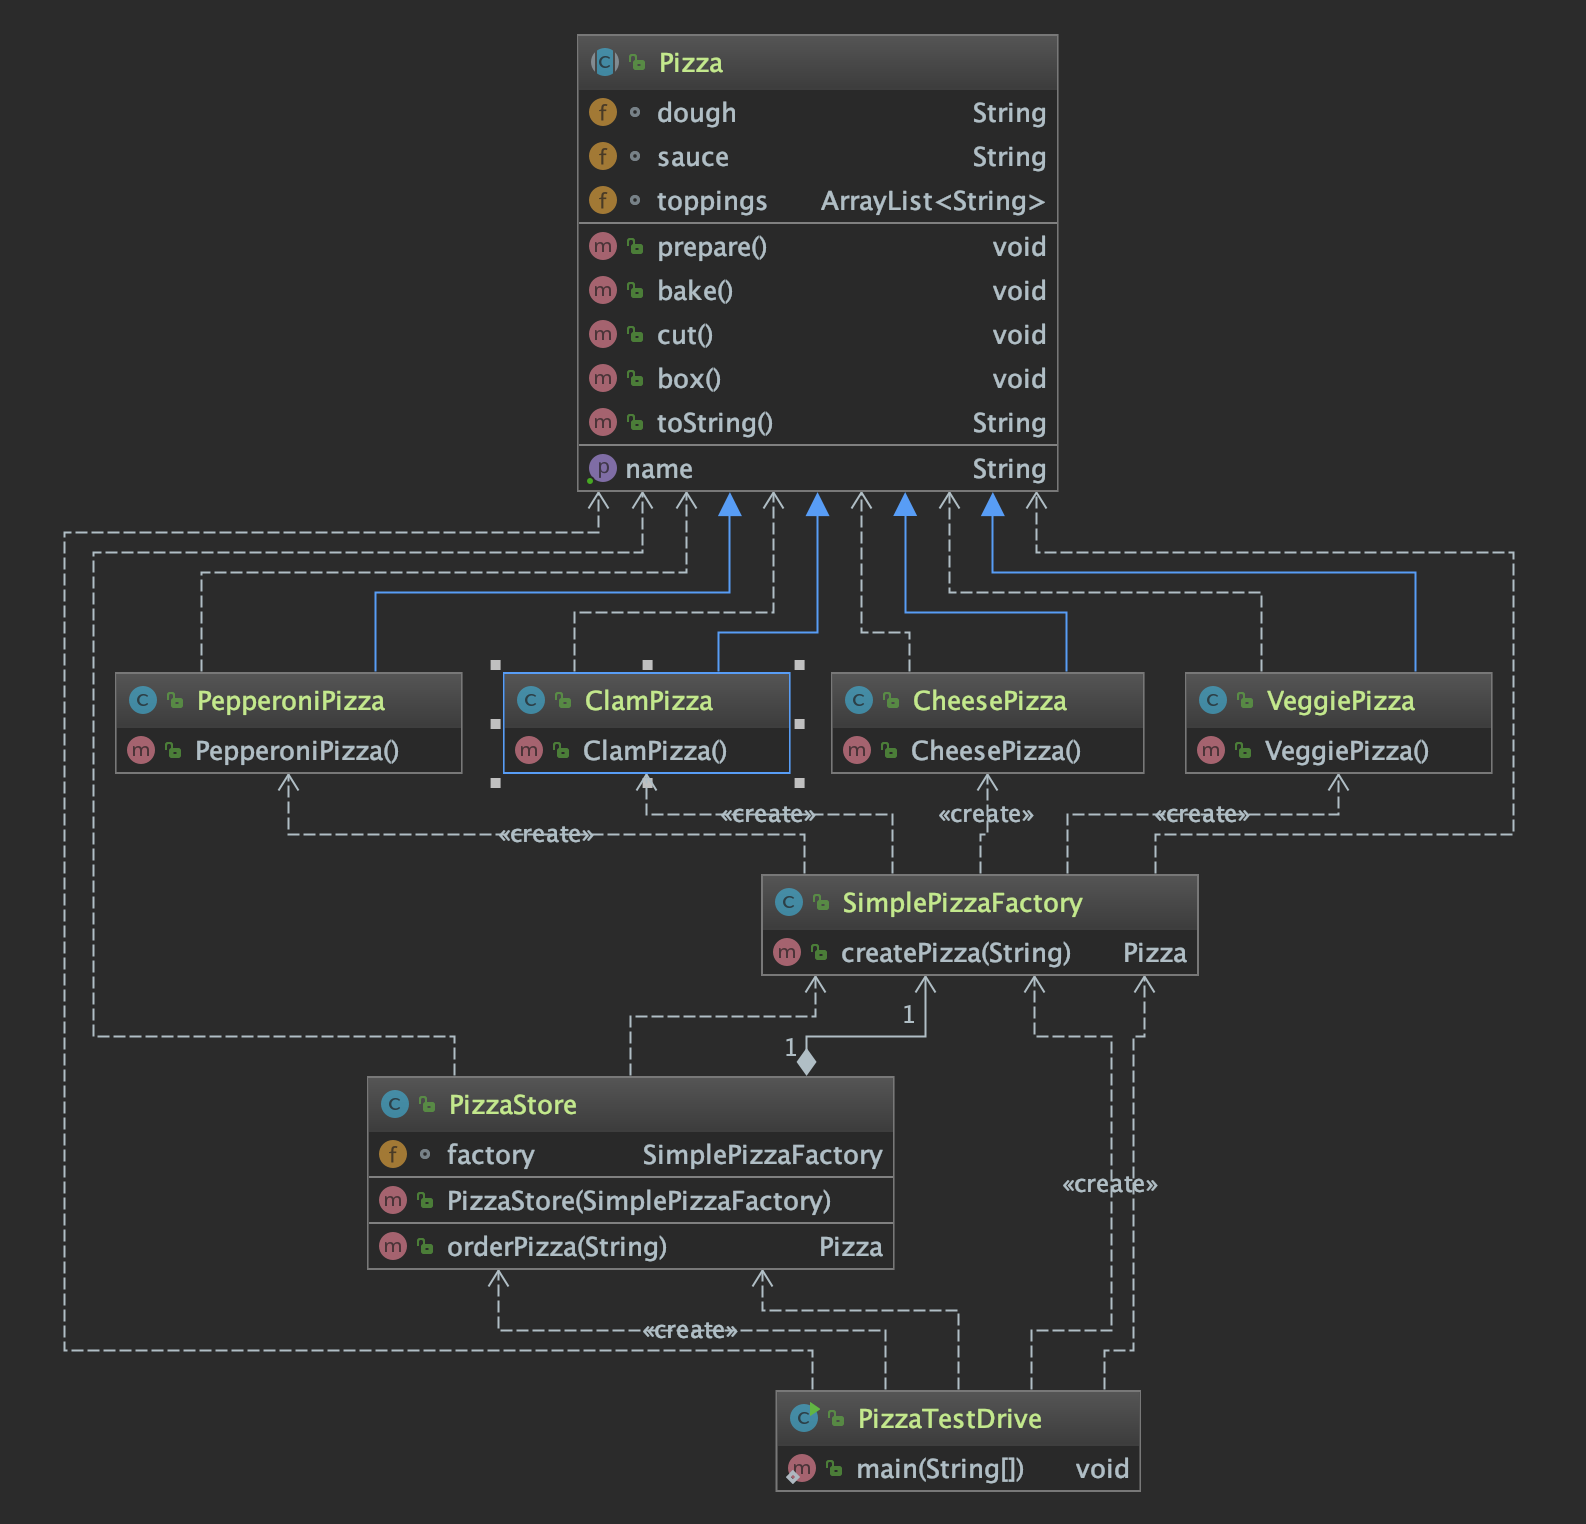 Pizza
dough String
sauce String
toppings ArrayList<String>
prepare() void
bake() void
cut() void
box() void
toString() String
name String
PepperoniPizza
PepperoniPizza()
ClamPizza
ClamPizza()
CheesePizza
CheesePizza()
VeggiePizza
VeggiePizza()
«create»
«create»
«create»
«create»
SimplePizzaFactory
createPizza(String) Pizza
1
1
PizzaStore
factory SimplePizzaFactory
PizzaStore(SimplePizzaFactory)
orderPizza(String) Pizza
«create»
«create»
PizzaTestDrive
main(String[]) void